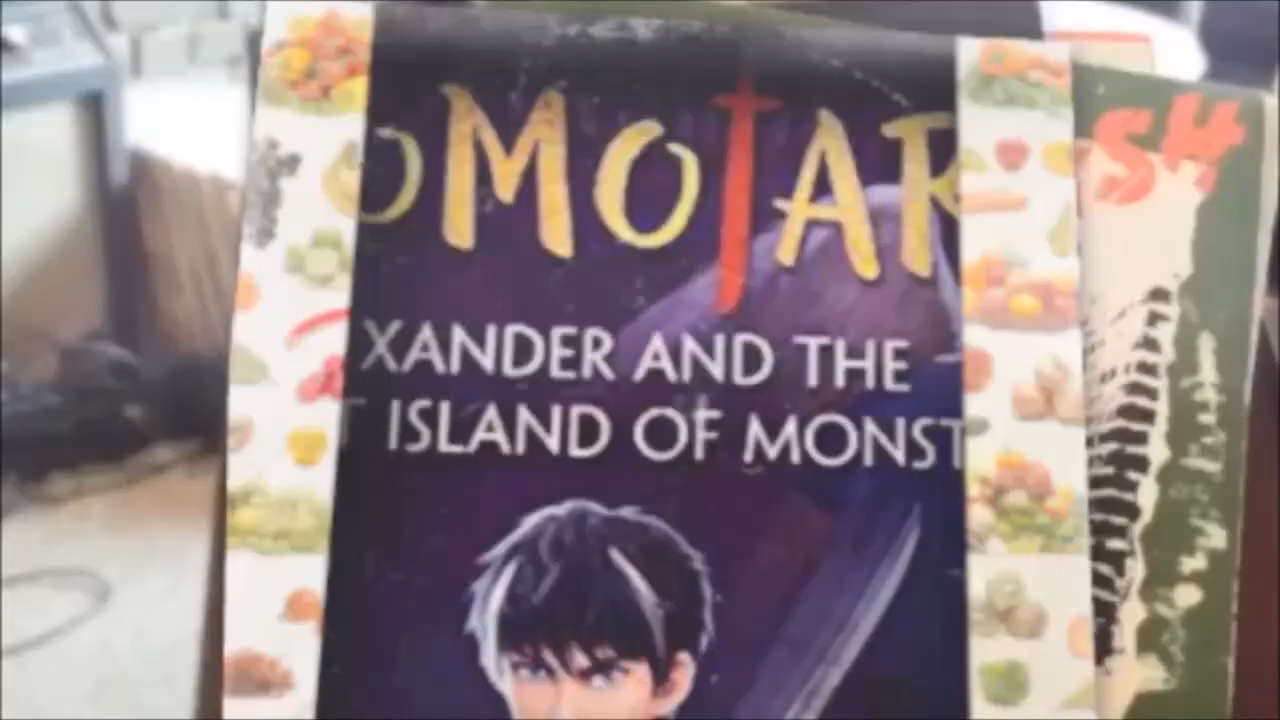 OMOTAR
XANDER AND THE
T ISLAND OF MONST
SH